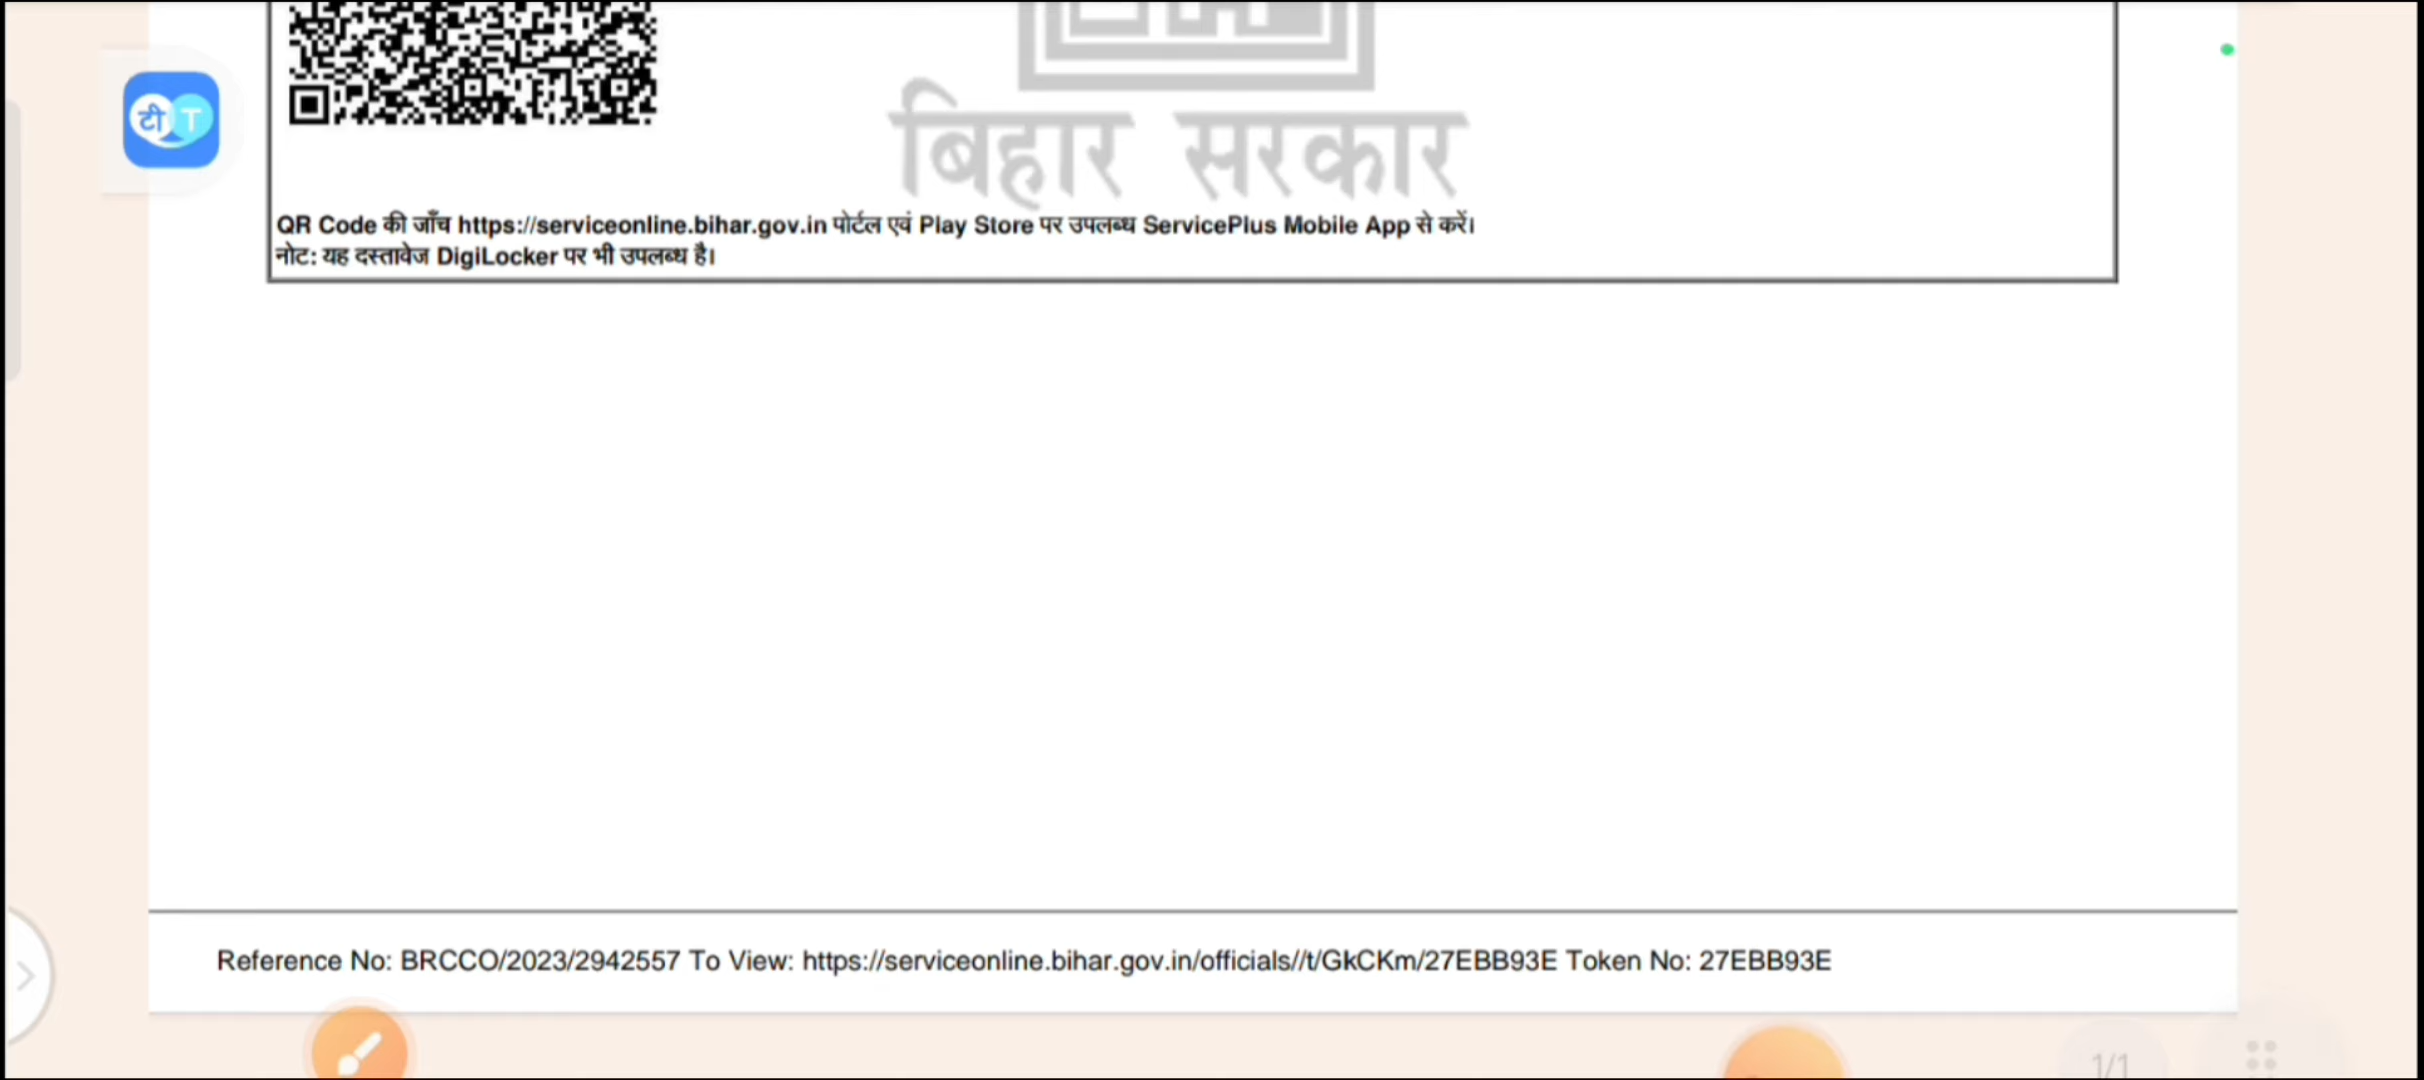 टी T
बिहार सरकार
QR Code की जाँच https://serviceonline.bihar.gov.in पोर्टल एवं Play Store पर उपलब्ध ServicePlus Mobile App से करें।
नोट: यह दस्तावेज DigiLocker पर भी उपलब्ध है।
Reference No: BRCCO/2023/2942557 To View: https://serviceonline.bihar.gov.in/officials//t/GkCKm/27EBB93E Token No: 27EBB93E
1/1